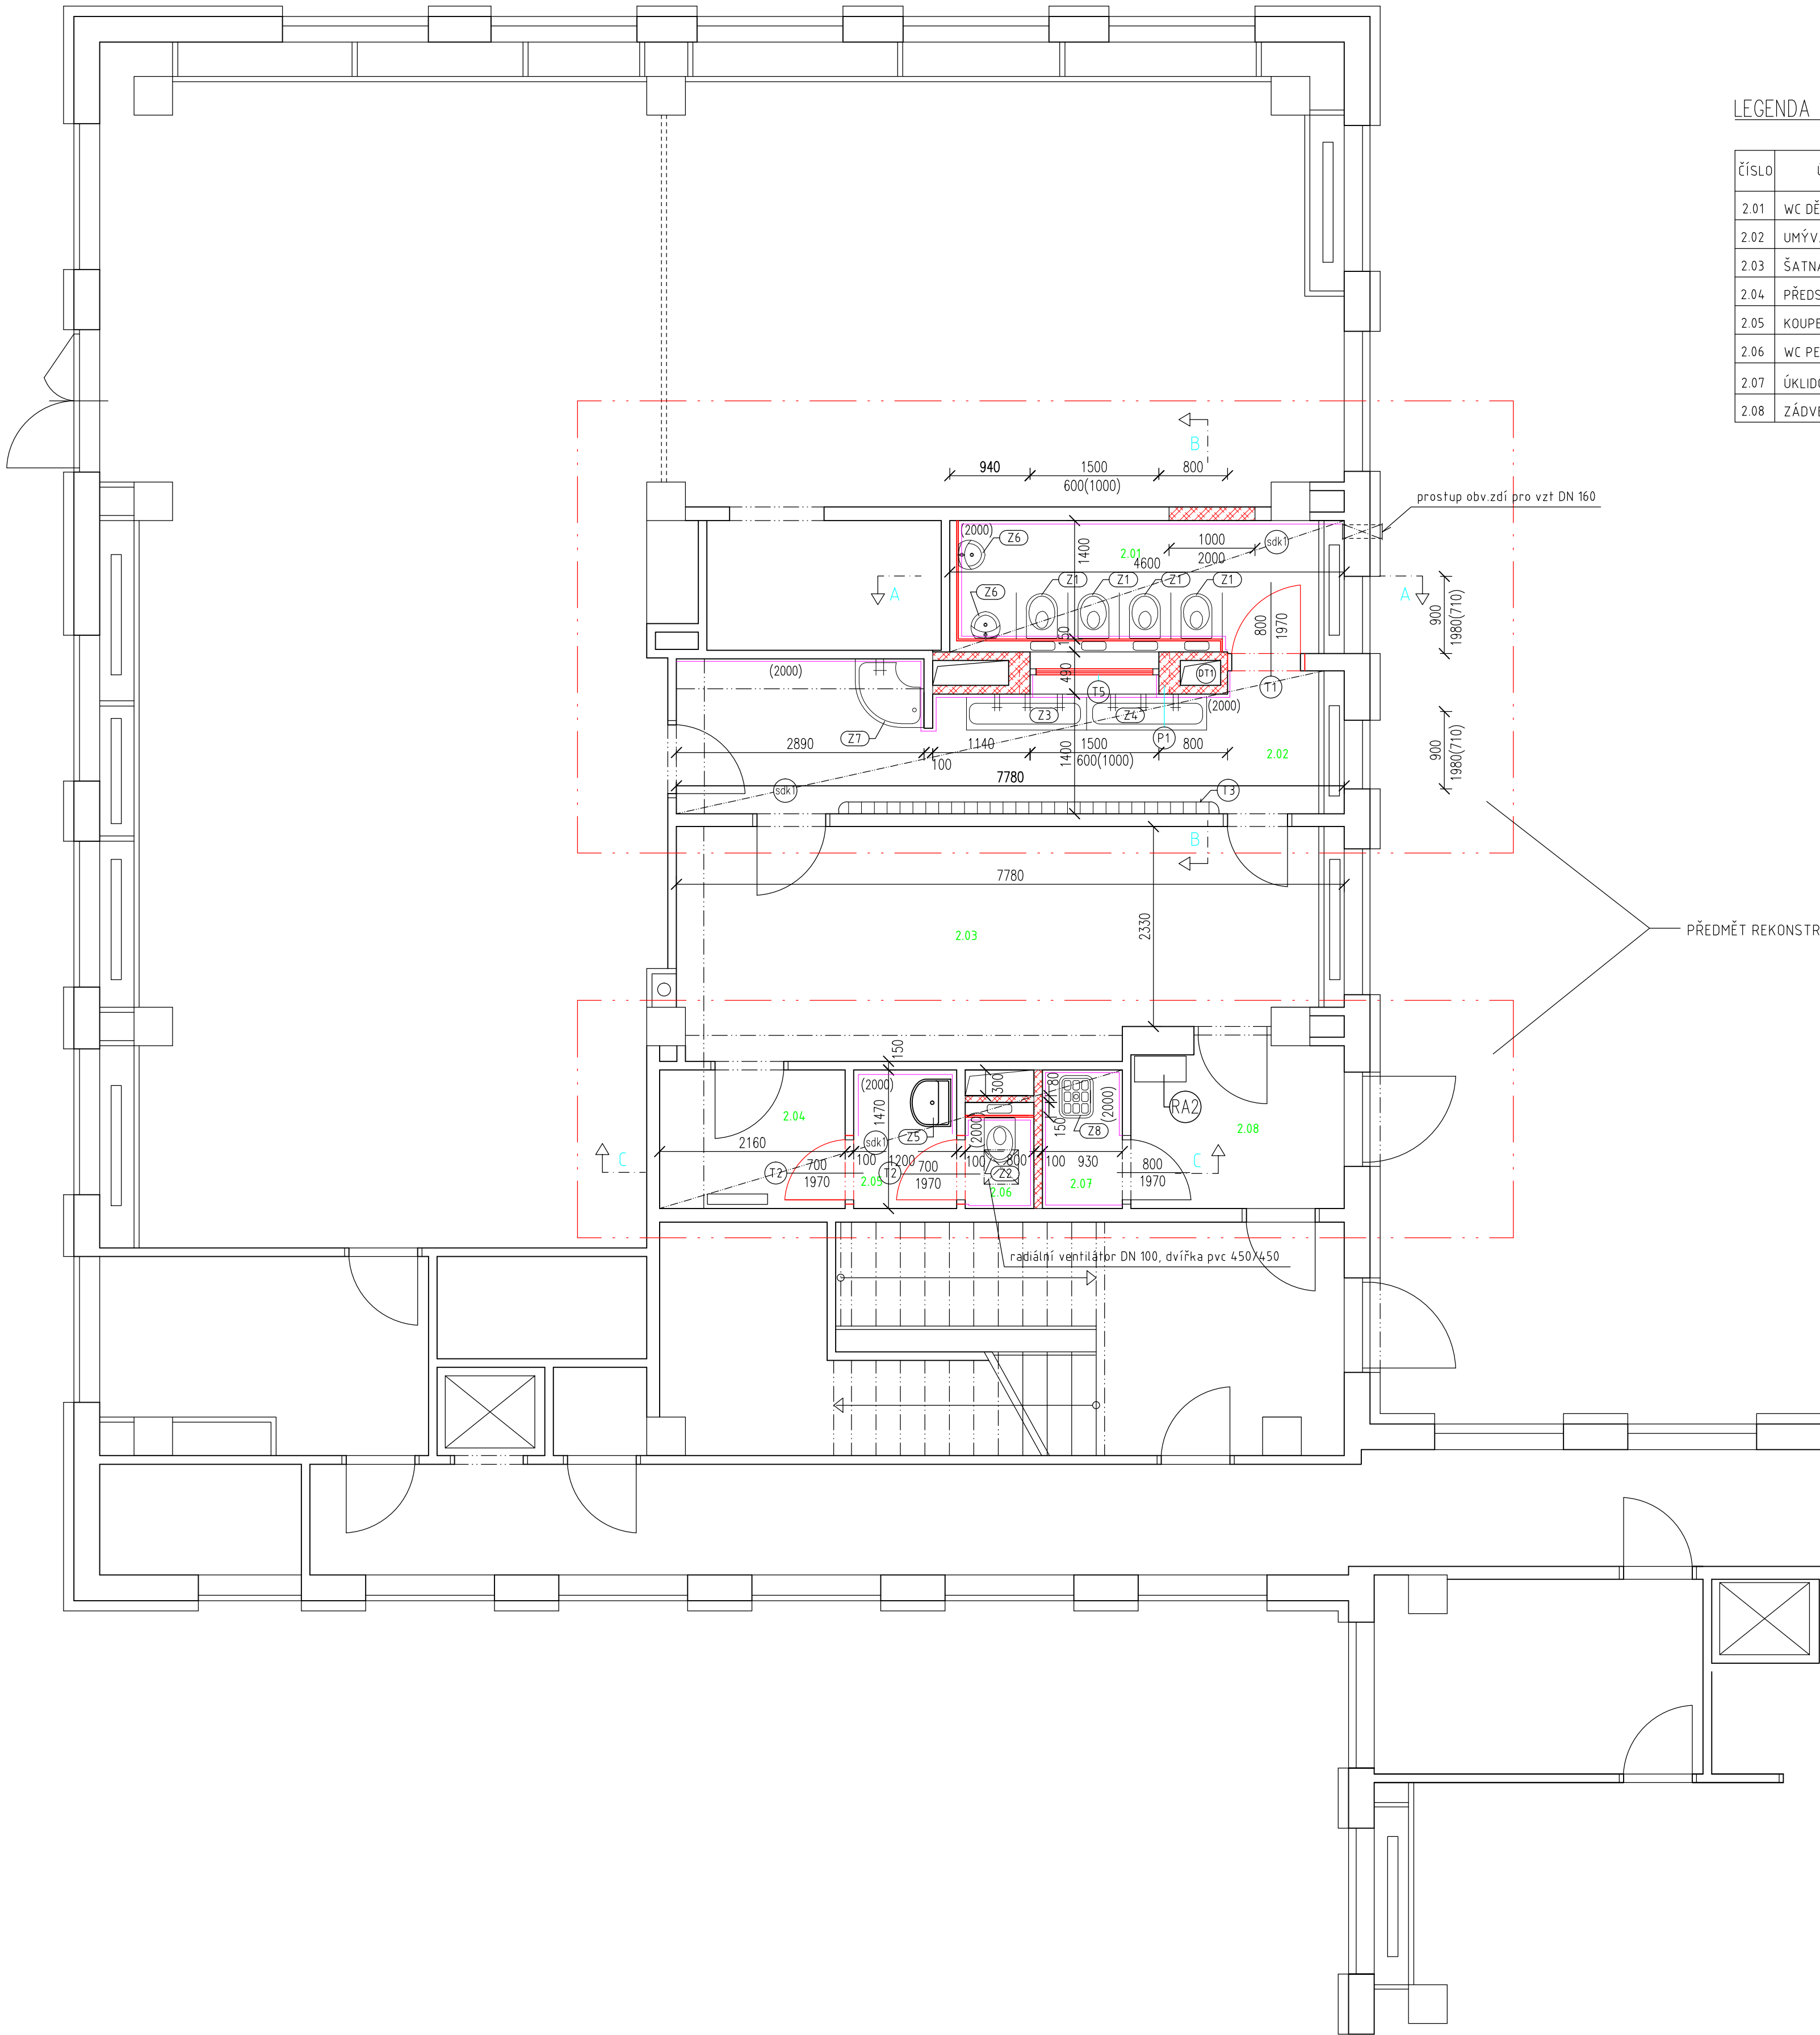 LEGENDA
ČÍSLO
2.01 WC DĚ
2.02 UMÝV
2.03 ŠATNA
2.04 PŘEDS
2.05 KOUPE
2.06 WC PE
2.07 ÚKLIDO
2.08 ZÁDVE
B
940 1500 800
600(1000)
prostup obv.zdí pro vzt DN 160
(2000) Z6
1400
2.01
1000
sdk1
4600 2000
Z1 Z1 Z1 Z1
A
Z6
A
900
1980(710)
150
800
1970
(2000)
490
DT1
T5
T1
(2000)
Z3 Z4
Z7
P1
2890 1140 1500 800
100
1400
600(1000)
2.02
900
1980(710)
7780
sdk1
T3
B
7780
2330
2.03
PŘEDMĚT REKONSTR
150
300
80
(2000)
1470
(2000)
RA2
2.04
Z5
sdk1
(2000)
150
Z8
2.08
C
2160
T2
700
1970
100 1200
2.05
T2
700
1970
100 800
Z2
2.06
100 930
2.07
800
1970
C
radiální ventilátor DN 100, dvířka pvc 450/450